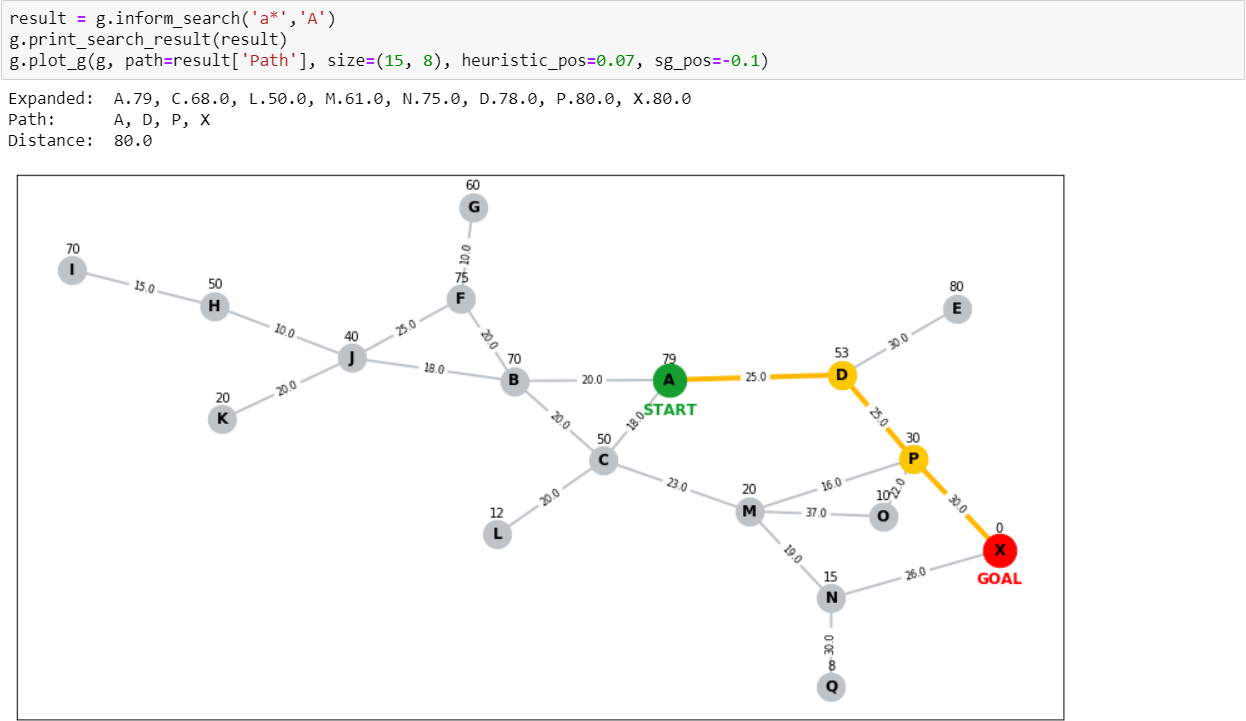 result = g.inform_search('a*','A')
g.print_search_result(result)
g.plot_g(g, path=result['Path'], size=(15, 8), heuristic_pos=0.07, sg_pos=-0.1)
Expanded:  A.79, C.68.0, L.50.0, M.61.0, N.75.0, D.78.0, P.80.0, X.80.0
Path:      A, D, P, X
Distance:  80.0
60
G
70
I
10.0
75
F
50
H
15.0
80
E
10.0
40
J
25.0
20.0
30.0
53
D
79
A
START
25.0
70
B
20.0
18.0
20.0
20
K
20.0
18.0
25.0
50
C
30
P
23.0
16.0
22.0
20.0
12
L
20
M
37.0
10
O
30.0
0
X
GOAL
19.0
26.0
15
N
30.0
8
Q